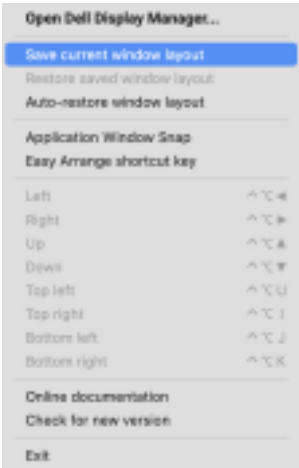 Open Dell Display Manager...
Save current window layout
Restore saved window layout
Auto-restore window layout
Application Window Snap
Easy Arrange shortcut key
Left ^⌥◀
Right ^⌥▶
Up ^⌥▲
Down ^⌥▼
Top left ^⌥U
Top right ^⌥I
Bottom left ^⌥J
Bottom right ^⌥K
Online documentation
Check for new version
Exit